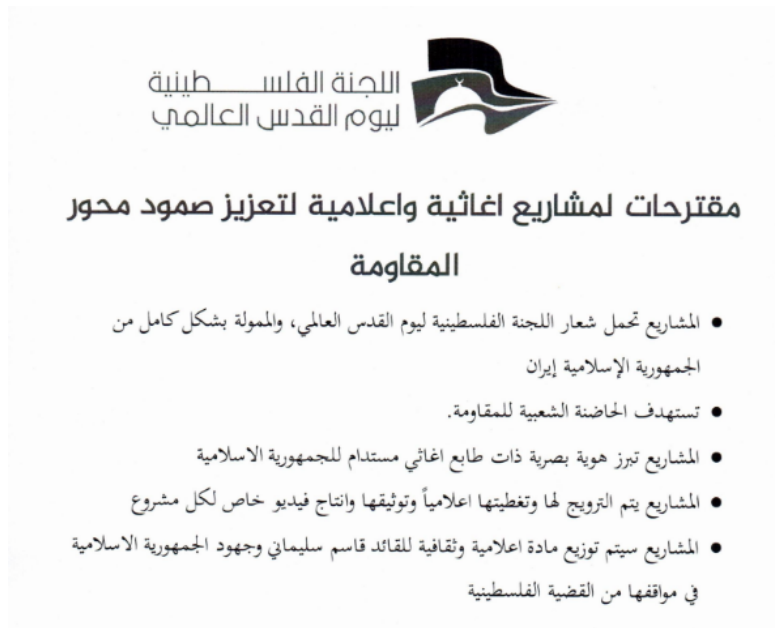 اللجنة الفلســـــطينية
ليوم القدس العالمي
مقترحات لمشاريع اغاثية واعلامية لتعزيز صمود محور
المقاومة
● المشاريع تحمل شعار اللجنة الفلسطينية ليوم القدس العالمي، والممولة بشكل كامل من
الجمهورية الإسلامية إيران
● تستهدف الحاضنة الشعبية للمقاومة.
● المشاريع تبرز هوية بصرية ذات طابع اغاثي مستدام للجمهورية الاسلامية
● المشاريع يتم الترويج لها وتغطيتها اعلامياً وتوثيقها وانتاج فيديو خاص لكل مشروع
● المشاريع سيتم توزيع مادة اعلامية وثقافية للقائد قاسم سليماني وجهود الجمهورية الاسلامية
في مواقفها من القضية الفلسطينية